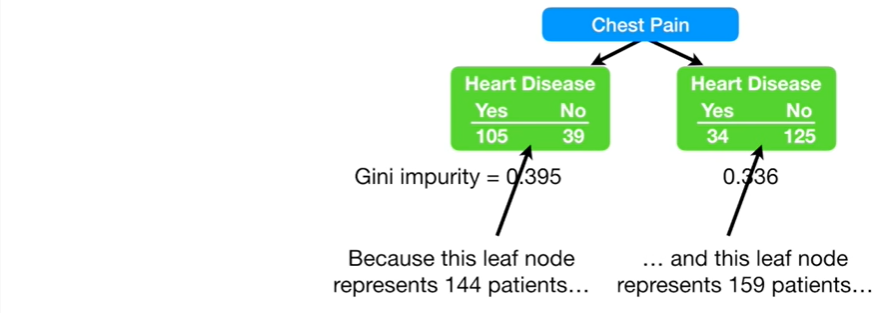 Chest Pain
Heart Disease
Yes No
105 39
Heart Disease
Yes No
34 125
Gini impurity = 0.395
0.336
Because this leaf node
represents 144 patients…
… and this leaf node
represents 159 patients…